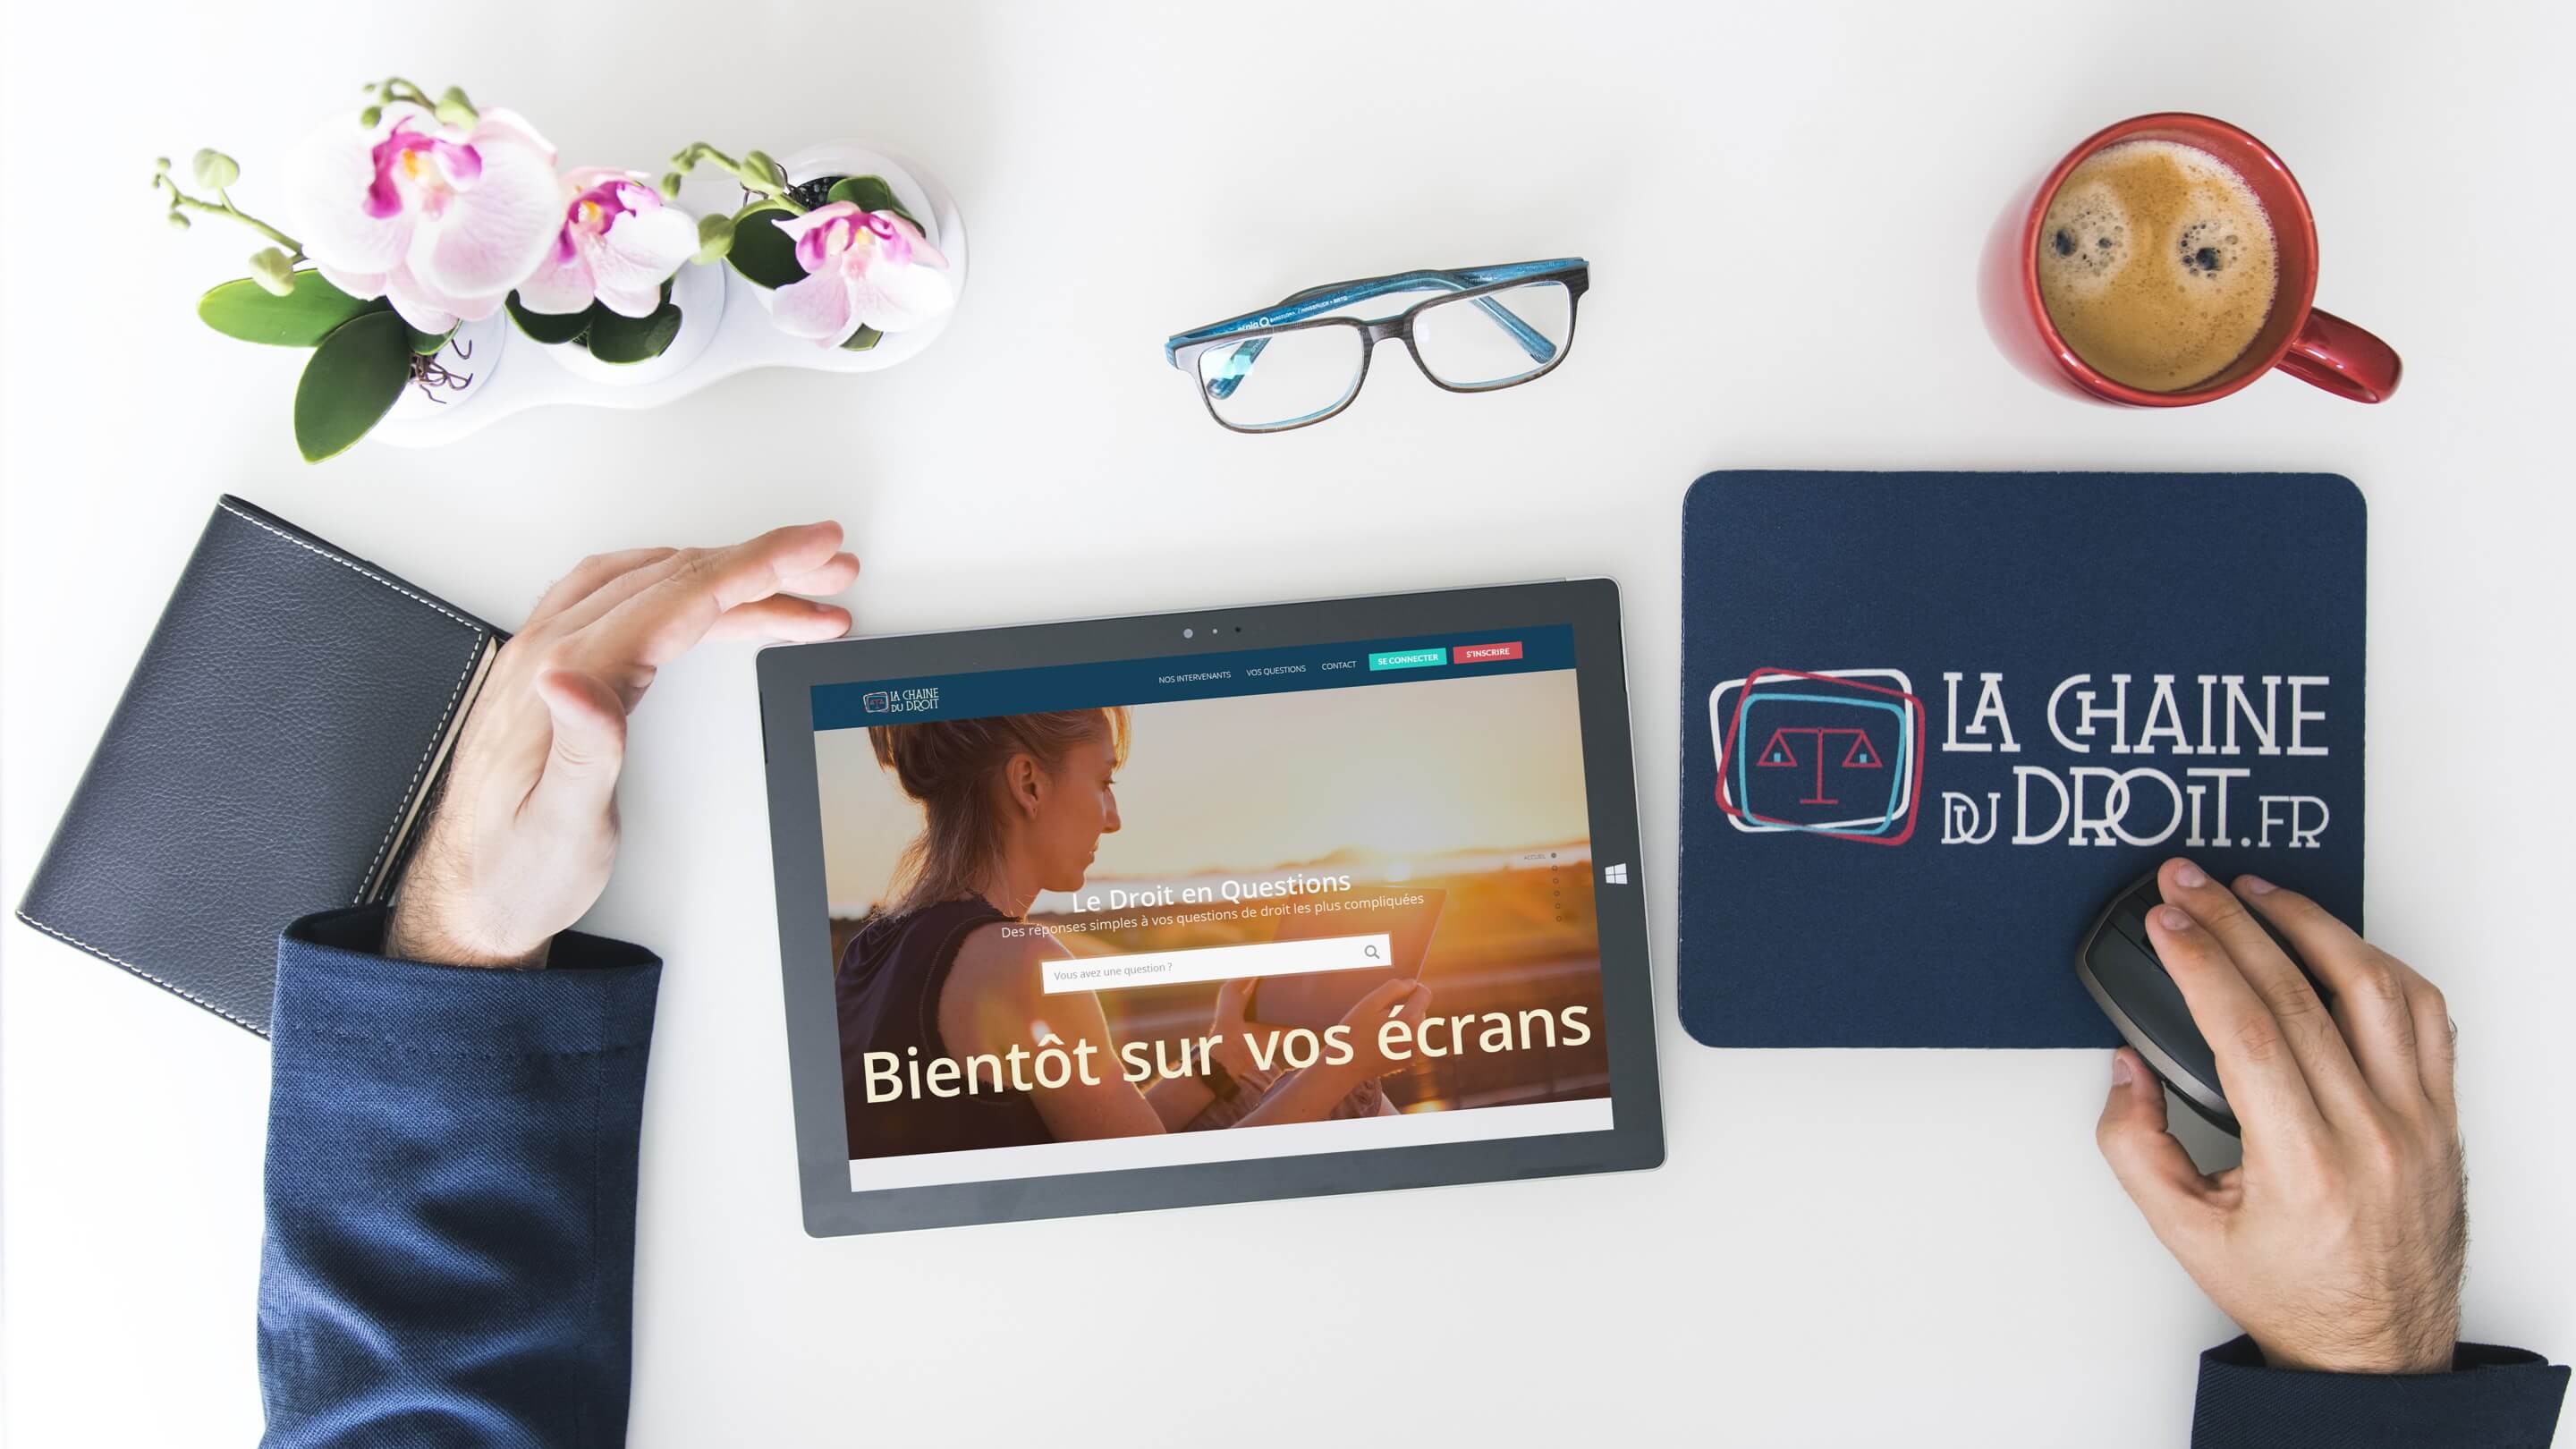 LA CHAINE
DU DROIT
NOS INTERVENANTS
VOS QUESTIONS
CONTACT
SE CONNECTER
S'INSCRIRE
ACCUEIL
Le Droit en Questions
Des réponses simples à vos questions de droit les plus compliquées
Vous avez une question ?
Bientôt sur vos écrans
LA CHAINE
DU DROIT.FR